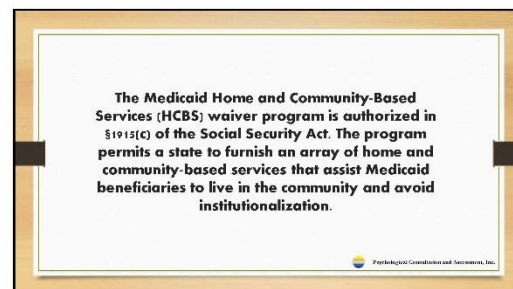 The Medicaid Home and Community-Based
Services (HCBS) waiver program is authorized in
§1915(c) of the Social Security Act. The program
permits a state to furnish an array of home and
community-based services that assist Medicaid
beneficiaries to live in the community and avoid
institutionalization.
Psychological Consultation and Assessment, Inc.